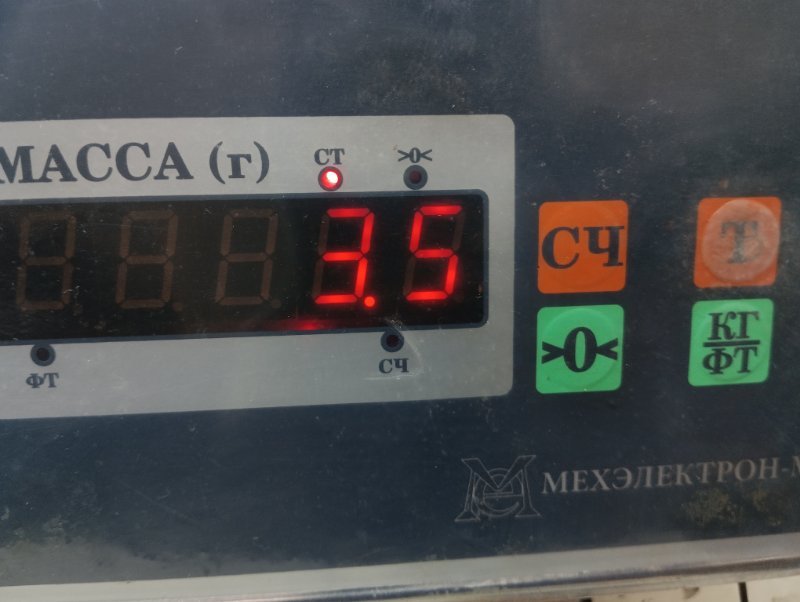 МАССА (г)
СТ
>0<
3.5
СЧ
Т
>0<
КГ
ФТ
ФТ
СЧ
МЕХЭЛЕКТРОН-М